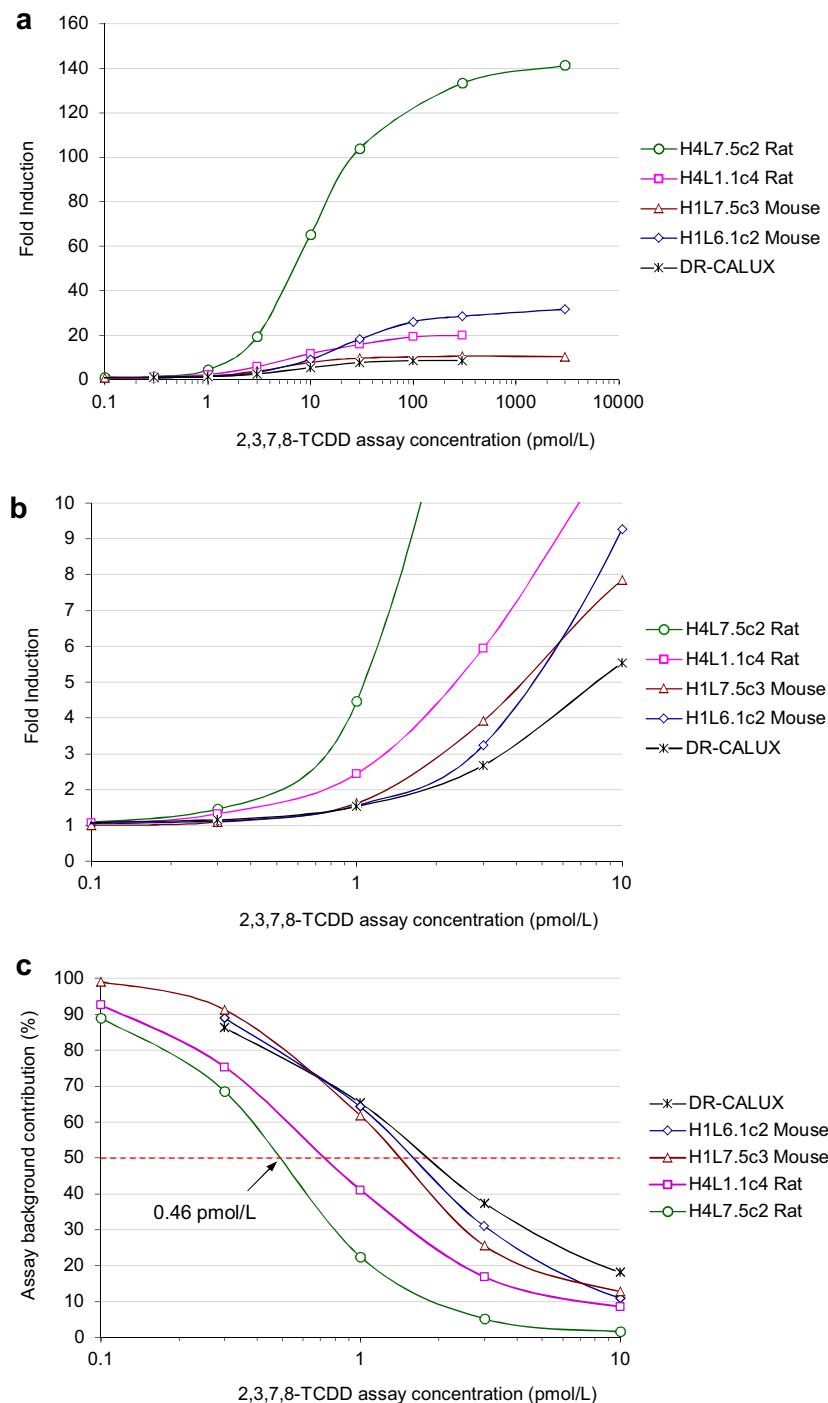 a
160
140
120
100
80
60
40
20
0
Fold Induction
0.1 1 10 100 1000 10000
2,3,7,8-TCDD assay concentration (pmol/L)
H4L7.5c2 Rat
H4L1.1c4 Rat
H1L7.5c3 Mouse
H1L6.1c2 Mouse
DR-CALUX
b
10
9
8
7
6
5
4
3
2
1
0
Fold Induction
0.1 1 10
2,3,7,8-TCDD assay concentration (pmol/L)
H4L7.5c2 Rat
H4L1.1c4 Rat
H1L7.5c3 Mouse
H1L6.1c2 Mouse
DR-CALUX
c
100
90
80
70
60
50
40
30
20
10
0
Assay background contribution (%)
0.46 pmol/L
0.1 1 10
2,3,7,8-TCDD assay concentration (pmol/L)
DR-CALUX
H1L6.1c2 Mouse
H1L7.5c3 Mouse
H4L1.1c4 Rat
H4L7.5c2 Rat